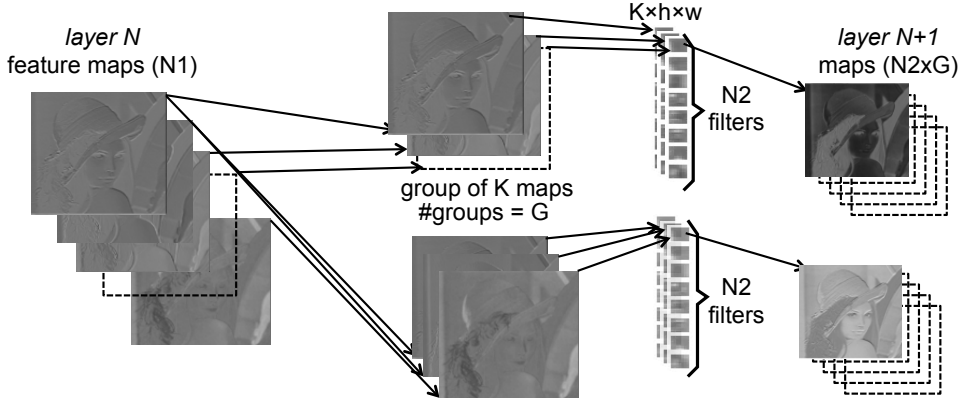 layer N
feature maps (N1)
K×h×w
N2
filters
layer N+1
maps (N2xG)
group of K maps
#groups = G
N2
filters